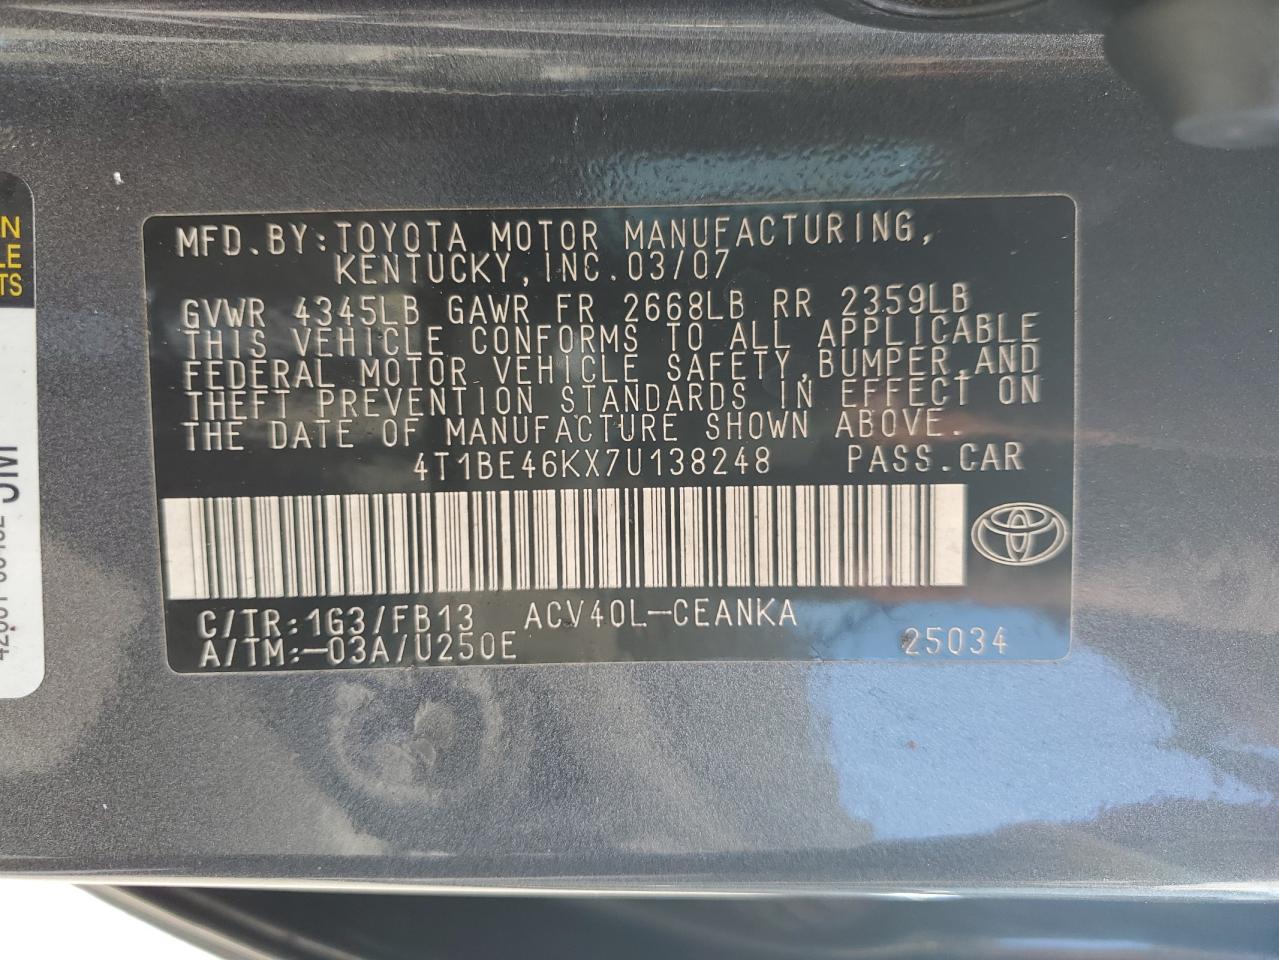 MFD.BY:TOYOTA MOTOR MANUFACTURING,
KENTUCKY,INC.03/07
GVWR 4345LB GAWR FR 2668LB RR 2359LB
THIS VEHICLE CONFORMS TO ALL APPLICABLE
FEDERAL MOTOR VEHICLE SAFETY,BUMPER,AND
THEFT PREVENTION STANDARDS IN EFFECT ON
THE DATE OF MANUFACTURE SHOWN ABOVE.
4T1BE46KX7U138248 PASS.CAR
C/TR:1G3/FB13 ACV40L-CEANKA
A/TM:-03A/U250E 25034